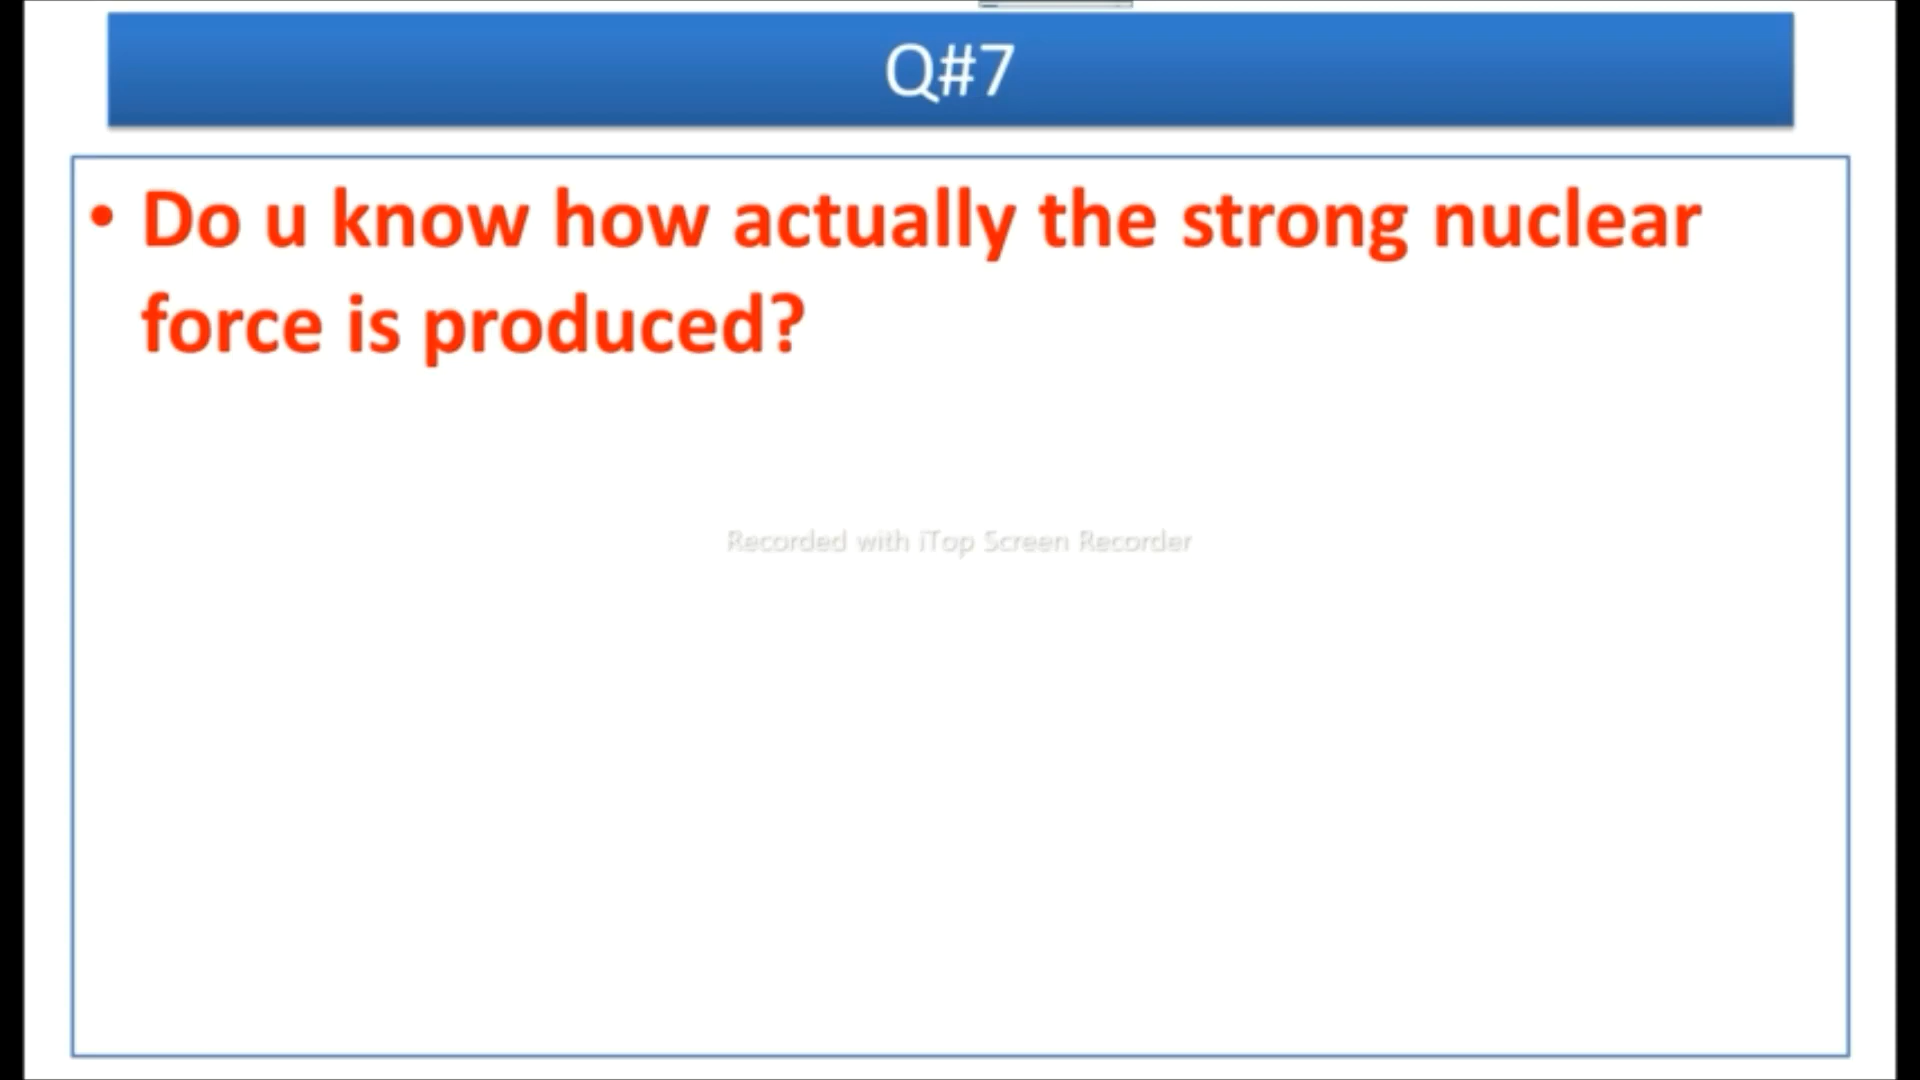 Q#7
• Do u know how actually the strong nuclear
force is produced?
Recorded with iTop Screen Recorder